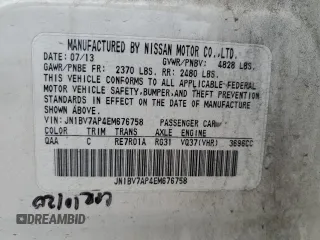 MANUFACTURED BY NISSAN MOTOR CO.,LTD.
DATE: 07/13 GVWR/PNBV: 4828 LBS.
GAWR/PNBE FR: 2370 LBS. RR: 2480 LBS.
THIS VEHICLE CONFORMS TO ALL APPLICABLE FEDERAL
MOTOR VEHICLE SAFETY, BUMPER, AND THEFT PREVENTION
STANDARDS IN EFFECT ON THE DATE OF MANUFACTURE
SHOWN ABOVE.
VIN: JN1BV7AP4EM676758 PASSENGER CAR
COLOR TRIM TRANS AXLE ENGINE
QAA C RE7R01A R031 VQ37(VHR) 3696CC
JN1BV7AP4EM676758
DID.BID